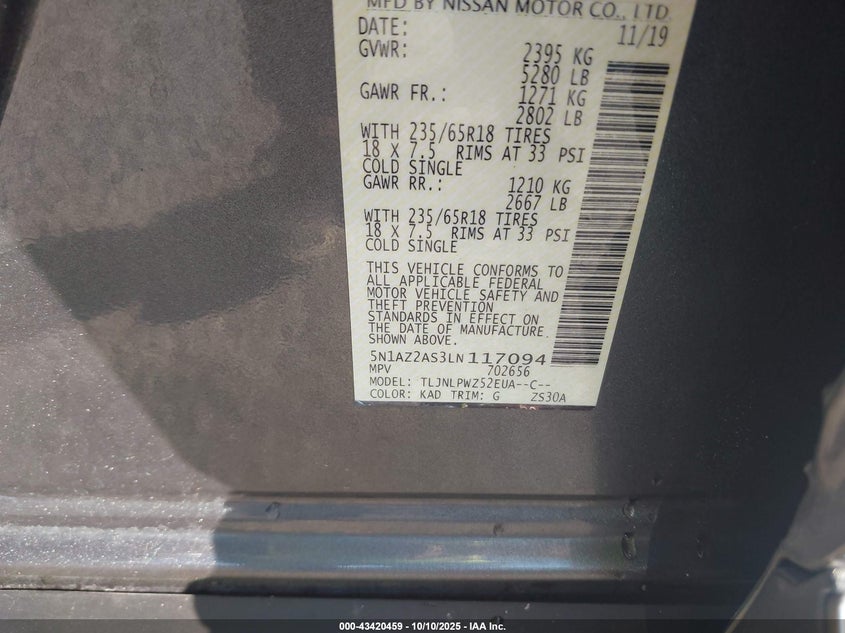 MFD BY NISSAN MOTOR CO., LTD
DATE: 11/19
GVWR: 2395 KG
5280 LB
GAWR FR.: 1271 KG
2802 LB
WITH 235/65R18 TIRES
18 X 7.5 RIMS AT 33 PSI
COLD SINGLE
GAWR RR.: 1210 KG
2667 LB
WITH 235/65R18 TIRES
18 X 7.5 RIMS AT 33 PSI
COLD SINGLE
THIS VEHICLE CONFORMS TO
ALL APPLICABLE FEDERAL
MOTOR VEHICLE SAFETY AND
THEFT PREVENTION
STANDARDS IN EFFECT ON
THE DATE OF MANUFACTURE
SHOWN ABOVE.
5N1AZ2AS3LN117094
MPV 702656
MODEL: TLJNLPWZ52EUA--C--
COLOR: KAD TRIM: G ZS30A
000-43420459 - 10/10/2025 - IAA Inc.